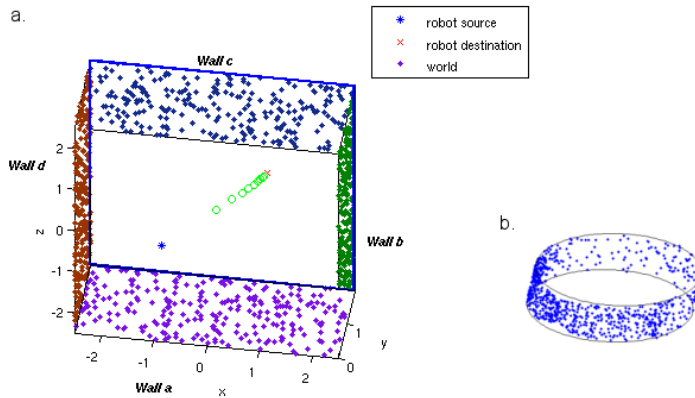 a.
robot source
robot destination
world
Wall c
Wall d
Wall b
Wall a
2
1
0
-1
-2
z
-2
-1
0
1
2
x
0
1
y
b.